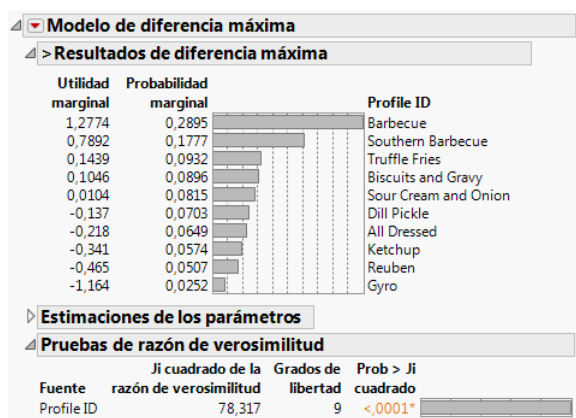 Modelo de diferencia máxima
> Resultados de diferencia máxima
Utilidad Probabilidad
marginal marginal Profile ID
1,2774 0,2895 Barbecue
0,7892 0,1777 Southern Barbecue
0,1439 0,0932 Truffle Fries
0,1046 0,0896 Biscuits and Gravy
0,0104 0,0815 Sour Cream and Onion
-0,137 0,0703 Dill Pickle
-0,218 0,0649 All Dressed
-0,341 0,0574 Ketchup
-0,465 0,0507 Reuben
-1,164 0,0252 Gyro
Estimaciones de los parámetros
Pruebas de razón de verosimilitud
Ji cuadrado de la Grados de Prob > Ji
Fuente razón de verosimilitud libertad cuadrado
Profile ID 78,317 9 <,0001*